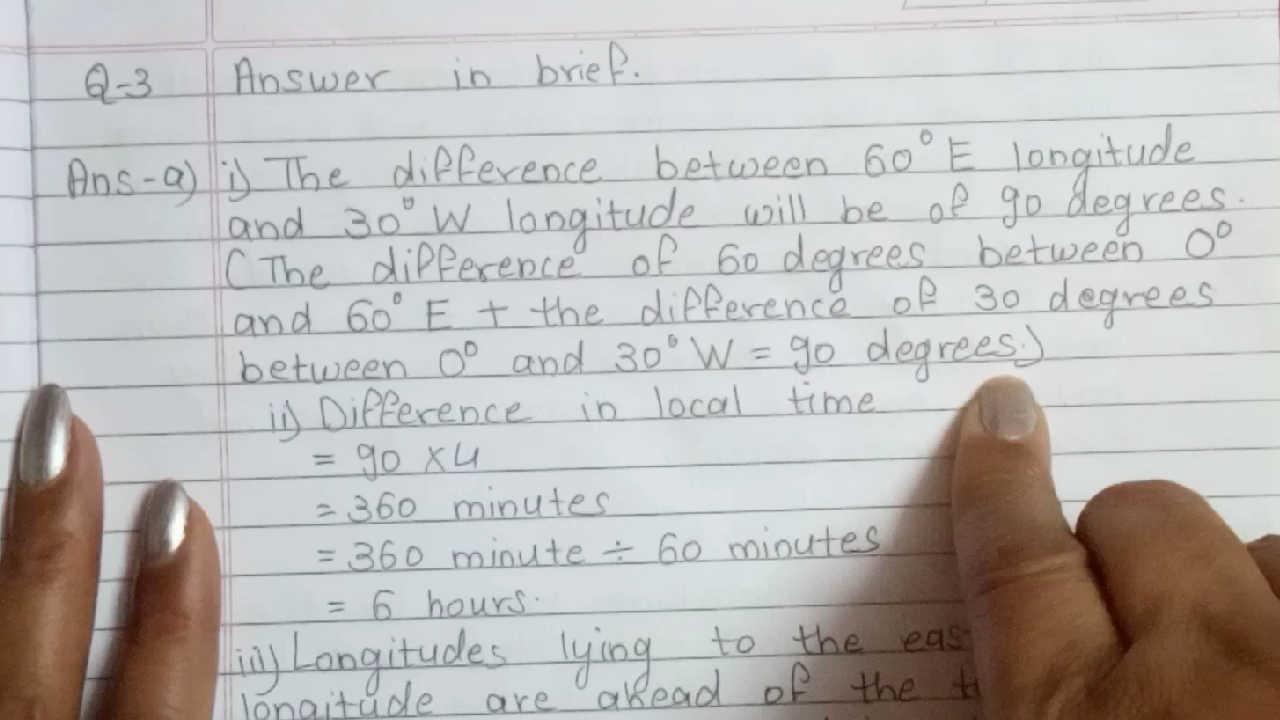 Q-3 Answer in brief.
Ans-a) i) The difference between 60° E longitude
and 30° W longitude will be of 90 degrees.
(The difference of 60 degrees between 0°
and 60° E + the difference of 30 degrees
between 0° and 30° W = 90 degrees.)
ii) Difference in local time
= 90 x 4
= 360 minutes
= 360 minute ÷ 60 minutes
= 6 hours.
iii) Longitudes lying to the eas
longitude are ahead of the